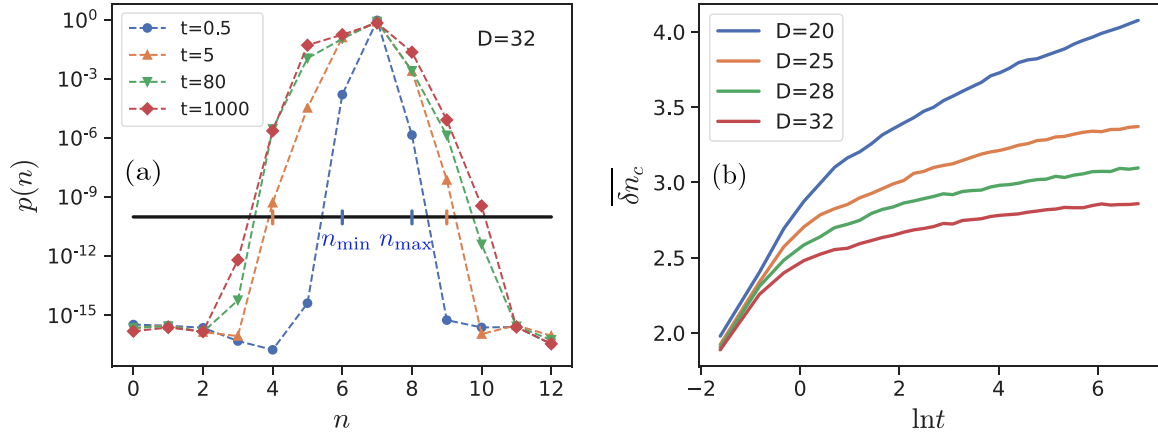 t=0.5
t=5
t=80
t=1000
D=32
(a)
n_min n_max
p(n)
10^0
10^-3
10^-6
10^-9
10^-12
10^-15
0 2 4 6 8 10 12
n
D=20
D=25
D=28
D=32
(b)
\overline{δn_c}
4.0
3.5
3.0
2.5
2.0
−2 0 2 4 6
lnt